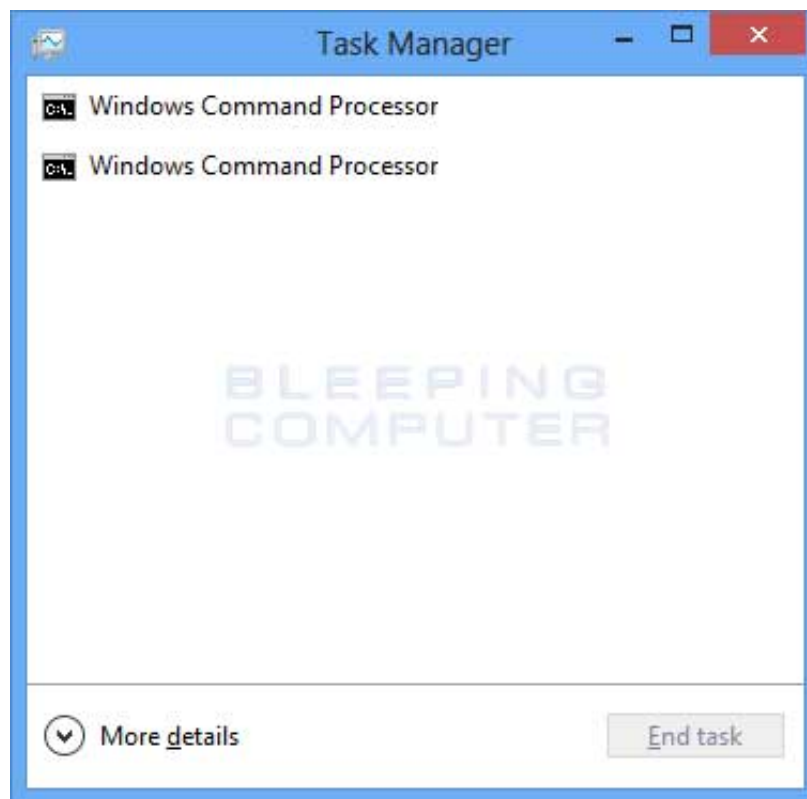 Task Manager
C:\.
Windows Command Processor
C:\.
Windows Command Processor
BLEEPING
COMPUTER
More details
End task